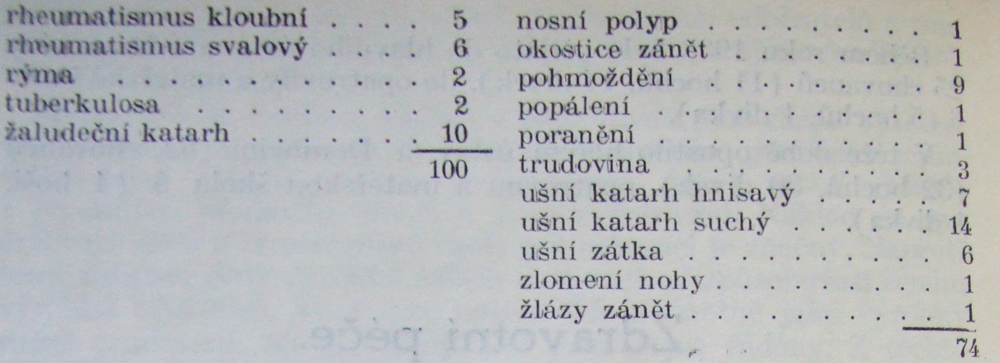 rheumatismus kloubní . . . . 5
rheumatismus svalový . . . . 6
rýma . . . . . . . . . . . 2
tuberkulosa . . . . . . . . . 2
žaludeční katarh . . . . . . . 10
100
nosní polyp . . . . . . . . . 1
okostice zánět . . . . . . . . 1
pohmoždění . . . . . . . . . 9
popálení . . . . . . . . . . 1
poranění . . . . . . . . . . 1
trudovina . . . . . . . . . 3
ušní katarh hnisavý . . . . . 7
ušní katarh suchý . . . . . . 14
ušní zátka . . . . . . . . . 6
zlomení nohy . . . . . . . . . 1
žlázy zánět . . . . . . . . . 1
74